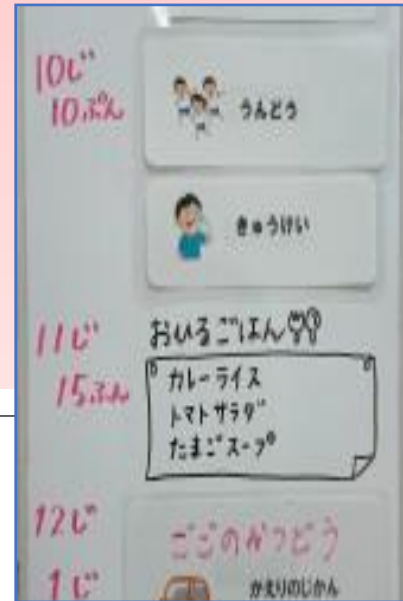 10じ
10ぷん
うんどう
きゅうけい
11じ
15ふん
おひるごはん
カレーライス
トマトサラダ
たまごスープ
12じ
ごごのかつどう
1じ
かえりのじかん